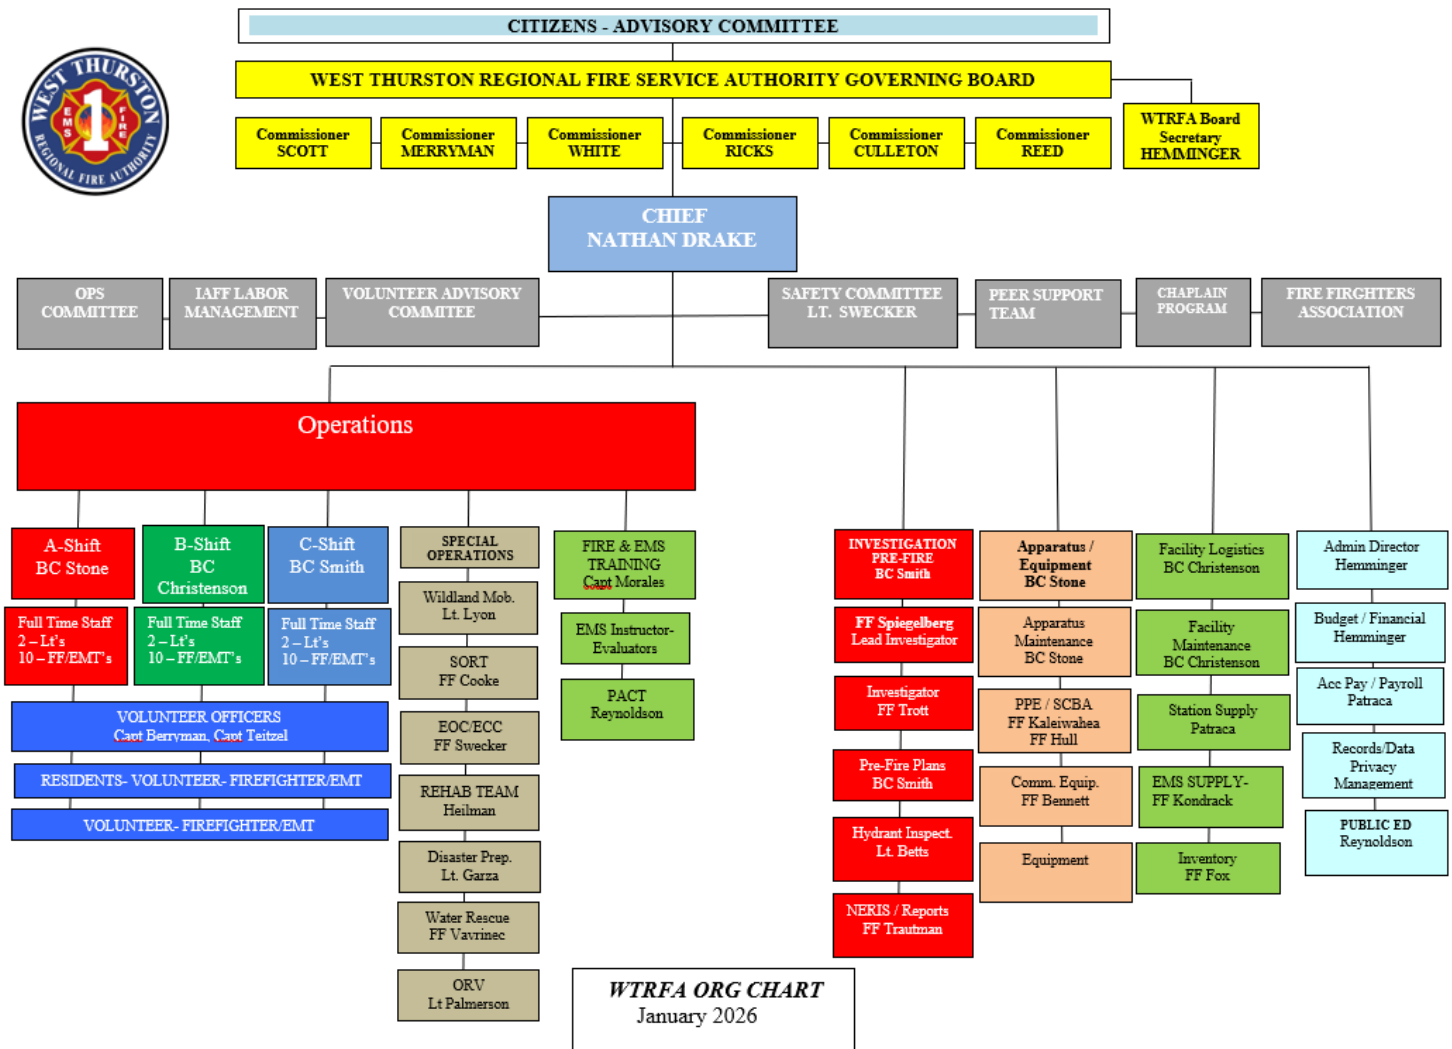 CITIZENS - ADVISORY COMMITTEE
WEST THURSTON
REGIONAL FIRE AUTHORITY
EMS
1
FIRE
WEST THURSTON REGIONAL FIRE SERVICE AUTHORITY GOVERNING BOARD
Commissioner
SCOTT
Commissioner
MERRYMAN
Commissioner
WHITE
Commissioner
RICKS
Commissioner
CULLETON
Commissioner
REED
WTRFA Board
Secretary
HEMMINGER
CHIEF
NATHAN DRAKE
OPS
COMMITTEE
IAFF LABOR
MANAGEMENT
VOLUNTEER ADVISORY
COMMITEE
SAFETY COMMITTEE
LT. SWECKER
PEER SUPPORT
TEAM
CHAPLAIN
PROGRAM
FIRE FIRGHTERS
ASSOCIATION
Operations
A-Shift
BC Stone
Full Time Staff
2 – Lt's
10 – FF/EMT's
B-Shift
BC
Christenson
Full Time Staff
2 – Lt's
10 – FF/EMT's
C-Shift
BC Smith
Full Time Staff
2 – Lt's
10 – FF/EMT's
VOLUNTEER OFFICERS
Capt Berryman, Capt Teitzel
RESIDENTS- VOLUNTEER- FIREFIGHTER/EMT
VOLUNTEER- FIREFIGHTER/EMT
SPECIAL
OPERATIONS
Wildland Mob.
Lt. Lyon
SORT
FF Cooke
EOC/ECC
FF Swecker
REHAB TEAM
Heilman
Disaster Prep.
Lt. Garza
Water Rescue
FF Vavrinec
ORV
Lt Palmerson
FIRE & EMS
TRAINING
Capt Morales
EMS Instructor-
Evaluators
PACT
Reynoldson
INVESTIGATION
PRE-FIRE
BC Smith
FF Spiegelberg
Lead Investigator
Investigator
FF Trott
Pre-Fire Plans
BC Smith
Hydrant Inspect.
Lt. Betts
NERIS / Reports
FF Trautman
Apparatus /
Equipment
BC Stone
Apparatus
Maintenance
BC Stone
PPE / SCBA
FF Kaleiwahea
FF Hull
Comm. Equip.
FF Bennett
Equipment
Facility Logistics
BC Christenson
Facility
Maintenance
BC Christenson
Station Supply
Patraca
EMS SUPPLY-
FF Kondrack
Inventory
FF Fox
Admin Director
Hemminger
Budget / Financial
Hemminger
Acc Pay / Payroll
Patraca
Records/Data
Privacy
Management
PUBLIC ED
Reynoldson
WTRFA ORG CHART
January 2026